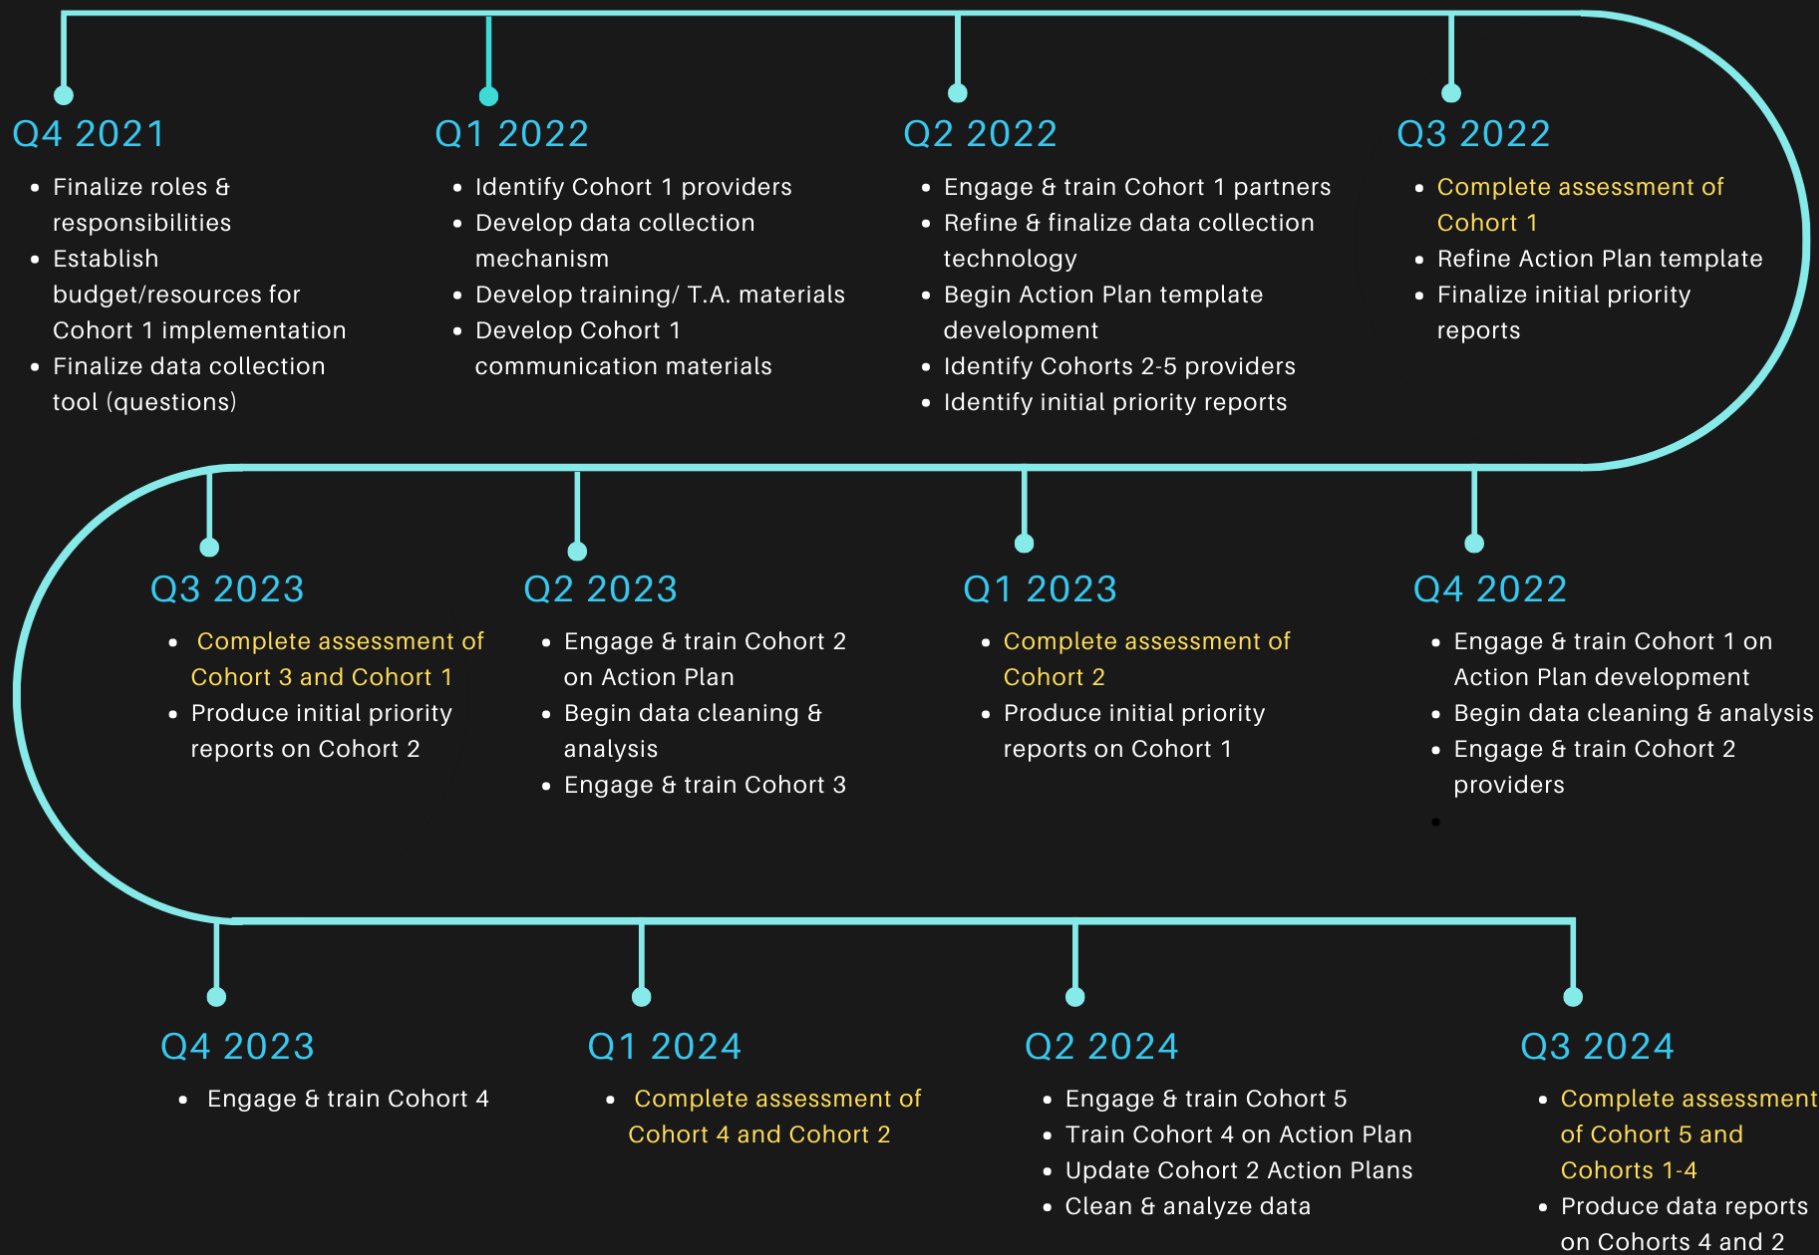 Q4 2021
• Finalize roles &
responsibilities
• Establish
budget/resources for
Cohort 1 implementation
• Finalize data collection
tool (questions)
Q1 2022
• Identify Cohort 1 providers
• Develop data collection
mechanism
• Develop training/ T.A. materials
• Develop Cohort 1
communication materials
Q2 2022
• Engage & train Cohort 1 partners
• Refine & finalize data collection
technology
• Begin Action Plan template
development
• Identify Cohorts 2-5 providers
• Identify initial priority reports
Q3 2022
• Complete assessment of
Cohort 1
• Refine Action Plan template
• Finalize initial priority
reports
Q3 2023
• Complete assessment of
Cohort 3 and Cohort 1
• Produce initial priority
reports on Cohort 2
Q2 2023
• Engage & train Cohort 2
on Action Plan
• Begin data cleaning &
analysis
• Engage & train Cohort 3
Q1 2023
• Complete assessment of
Cohort 2
• Produce initial priority
reports on Cohort 1
Q4 2022
• Engage & train Cohort 1 on
Action Plan development
• Begin data cleaning & analysis
• Engage & train Cohort 2
providers
Q4 2023
• Engage & train Cohort 4
Q1 2024
• Complete assessment of
Cohort 4 and Cohort 2
Q2 2024
• Engage & train Cohort 5
• Train Cohort 4 on Action Plan
• Update Cohort 2 Action Plans
• Clean & analyze data
Q3 2024
• Complete assessment
of Cohort 5 and
Cohorts 1-4
• Produce data reports
on Cohorts 4 and 2